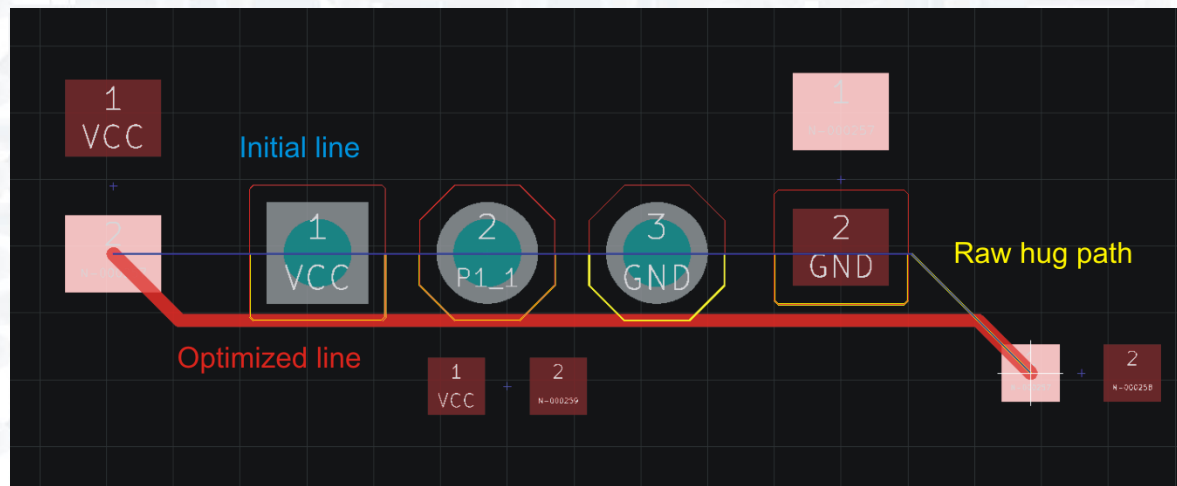 1
VCC
1
N-000257
Initial line
2
1
VCC
2
P1_1
3
GND
2
GND
Raw hug path
Optimized line
1
VCC
2
N-000259
2
N-000258